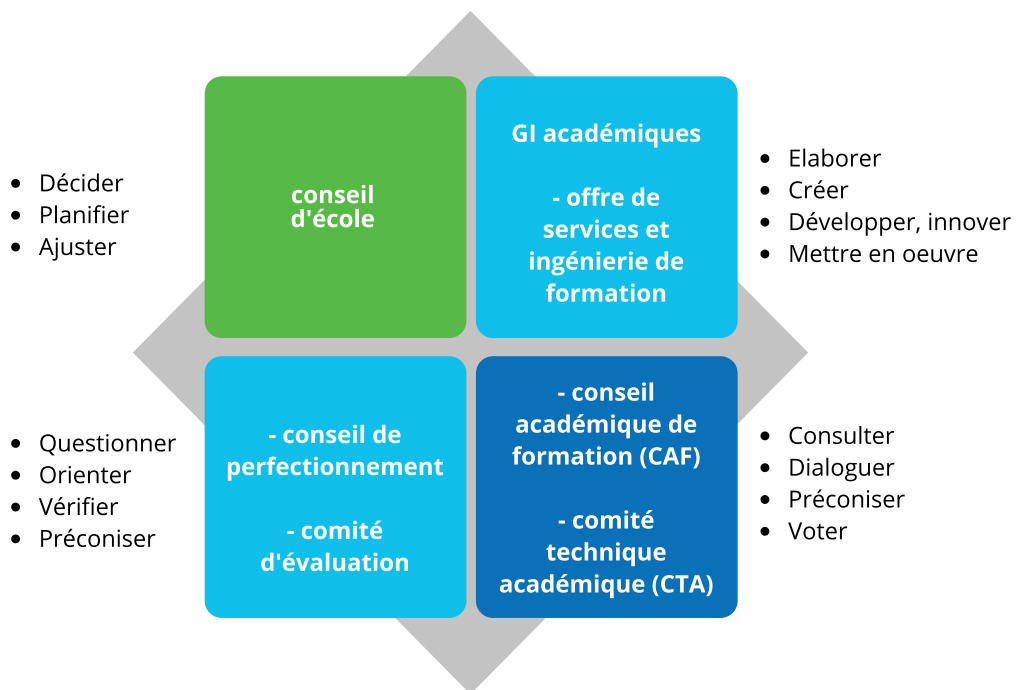 • Décider
• Planifier
• Ajuster
conseil
d'école
GI académiques
- offre de
services et
ingénierie de
formation
• Elaborer
• Créer
• Développer, innover
• Mettre en oeuvre
• Questionner
• Orienter
• Vérifier
• Préconiser
- conseil de
perfectionnement
- comité
d'évaluation
- conseil
académique de
formation (CAF)
- comité
technique
académique (CTA)
• Consulter
• Dialoguer
• Préconiser
• Voter